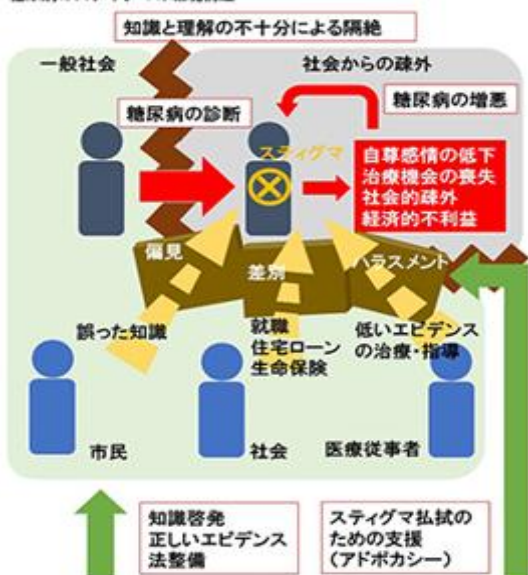 知識と理解の不十分による隔絶
一般社会
社会からの疎外
糖尿病の診断
糖尿病の増悪
スティグマ
自尊感情の低下
治療機会の喪失
社会的疎外
経済的不利益
偏見
差別
ハラスメント
誤った知識
就職
住宅ローン
生命保険
低いエビデンス
の治療・指導
市民
社会
医療従事者
知識啓発
正しいエビデンス
法整備
スティグマ払拭の
ための支援
(アドボカシー)